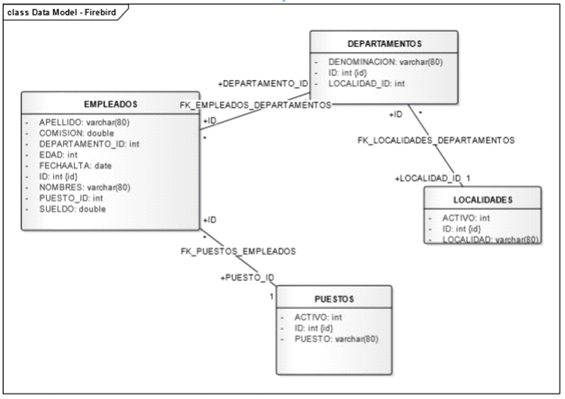 class Data Model - Firebird
DEPARTAMENTOS
- DENOMINACION: varchar(80)
- ID: int {id}
- LOCALIDAD_ID: int
+DEPARTAMENTO_ID
FK_EMPLEADOS_DEPARTAMENTOS
+ID
*
EMPLEADOS
- APELLIDO: varchar(80)
- COMISION: double
- DEPARTAMENTO_ID: int
- EDAD: int
- FECHAALTA: date
- ID: int {id}
- NOMBRES: varchar(80)
- PUESTO_ID: int
- SUELDO: double
+ID *
FK_LOCALIDADES_DEPARTAMENTOS
+LOCALIDAD_ID 1
LOCALIDADES
- ACTIVO: int
- ID: int {id}
- LOCALIDAD: varchar(80)
+ID
*
FK_PUESTOS_EMPLEADOS
+PUESTO_ID
1
PUESTOS
- ACTIVO: int
- ID: int {id}
- PUESTO: varchar(80)